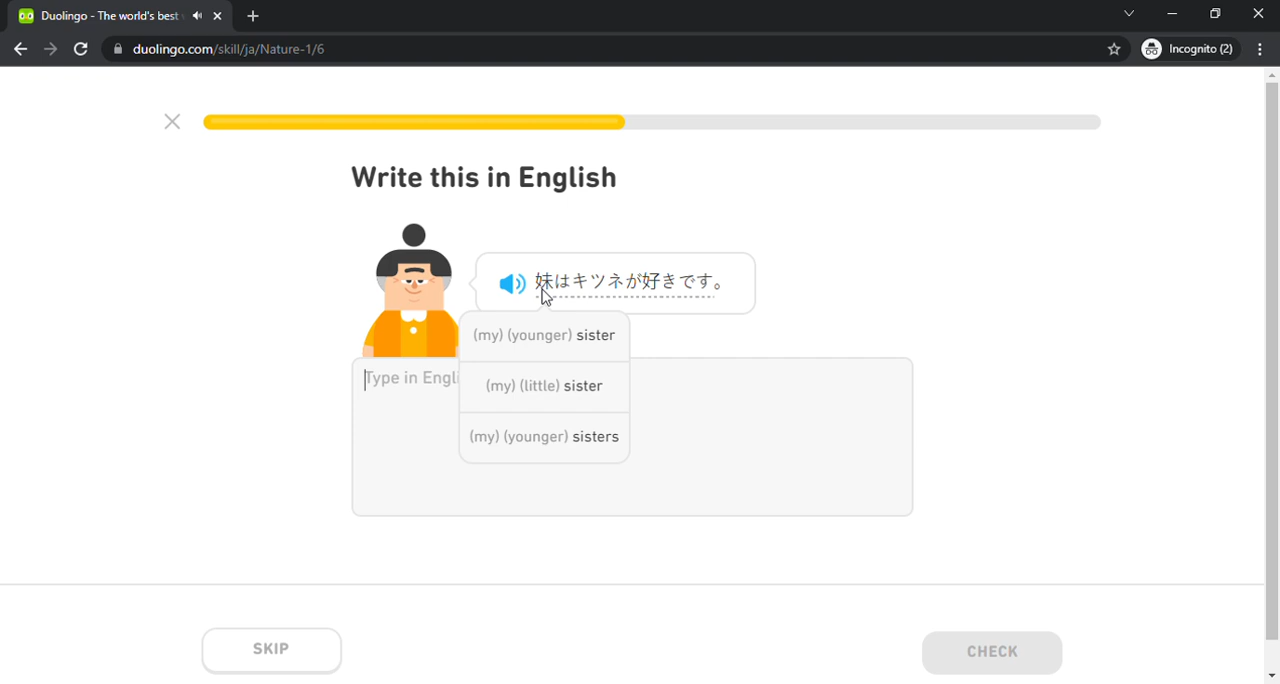 Duolingo - The world's best
duolingo.com/skill/ja/Nature-1/6
Incognito (2)
Write this in English
妹はキツネが好きです。
(my) (younger) sister
(my) (little) sister
(my) (younger) sisters
Type in Engli
SKIP
CHECK